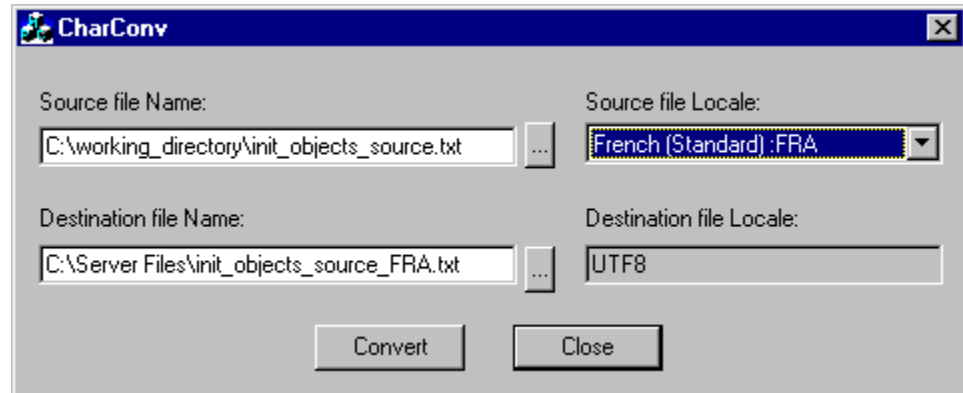 CharConv
Source file Name:
Source file Locale:
C:\working_directory\init_objects_source.txt
...
French (Standard) :FRA
Destination file Name:
Destination file Locale:
C:\Server Files\init_objects_source_FRA.txt
...
UTF8
Convert
Close